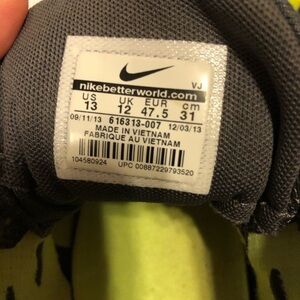 VJ
nikebetterworld.com
US UK EUR cm
13 12 47.5 31
09/11/13 616313-007 12/03/13
MADE IN VIETNAM
FABRIQUE AU VIETNAM
104580924 UPC 00887229793520